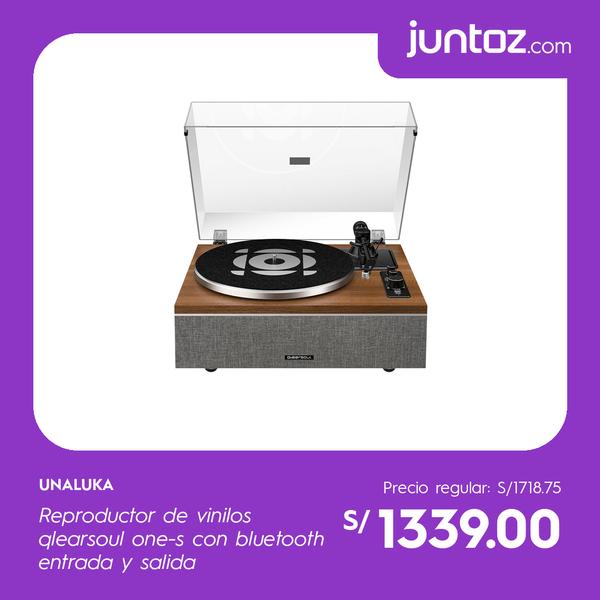 juntoz.com
UNALUKA
Reproductor de vinilos
qlearsoul one-s con bluetooth
entrada y salida
Precio regular: S/1718.75
S/1339.00